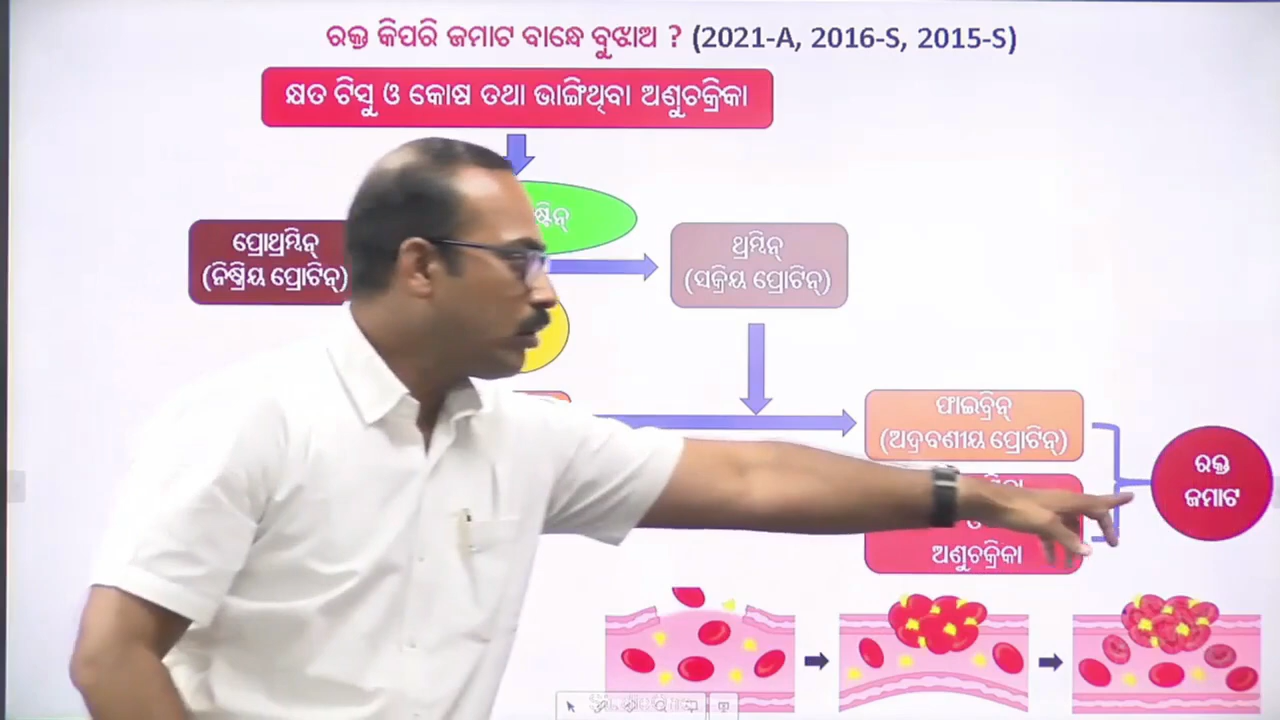 ରକ୍ତ କିପରି ଜମାଟ ବାନ୍ଧେ ବୁଝାଅ ? (2021-A, 2016-S, 2015-S)
କ୍ଷତ ଟିସୁ ଓ କୋଷ ତଥା ଭାଙ୍ଗିଥିବା ଅଣୁଚକ୍ରିକା
ପ୍ରୋଥ୍ରମ୍ବିନ୍
(ନିଷ୍କ୍ରିୟ ପ୍ରୋଟିନ୍)
ଥ୍ରମ୍ବିନ୍
(ସକ୍ରିୟ ପ୍ରୋଟିନ୍)
ଫାଇବ୍ରିନ୍
(ଅଦ୍ରବଣୀୟ ପ୍ରୋଟିନ୍)
ଓ
ଅଣୁଚକ୍ରିକା
ରକ୍ତ
ଜମାଟ